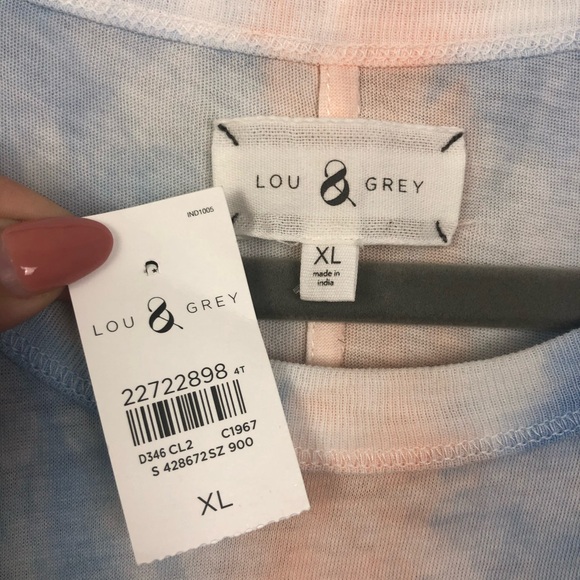 LOU & GREY
XL
made in
india
IND1005
LOU & GREY
22722898 4T
D346 CL2 C1967
S 428672SZ 900
XL